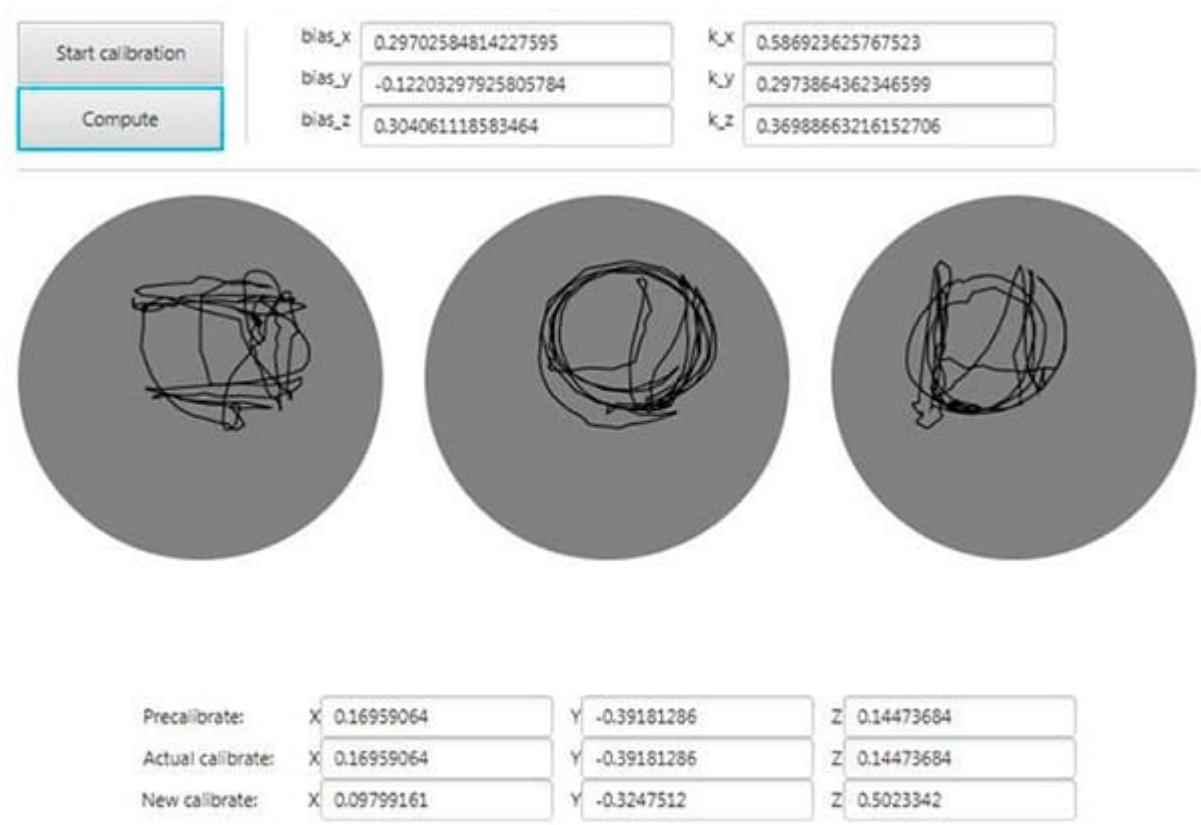 Start calibration bias_x 0.29702584814227595 k_x 0.586923625767523
bias_y -0.12203297925805784 k_y 0.2973864362346599
Compute bias_z 0.304061118583464 k_z 0.36988663216152706
Precalibrate: X 0.16959064 Y -0.39181286 Z 0.14473684
Actual calibrate: X 0.16959064 Y -0.39181286 Z 0.14473684
New calibrate: X 0.09799161 Y -0.3247512 Z 0.5023342